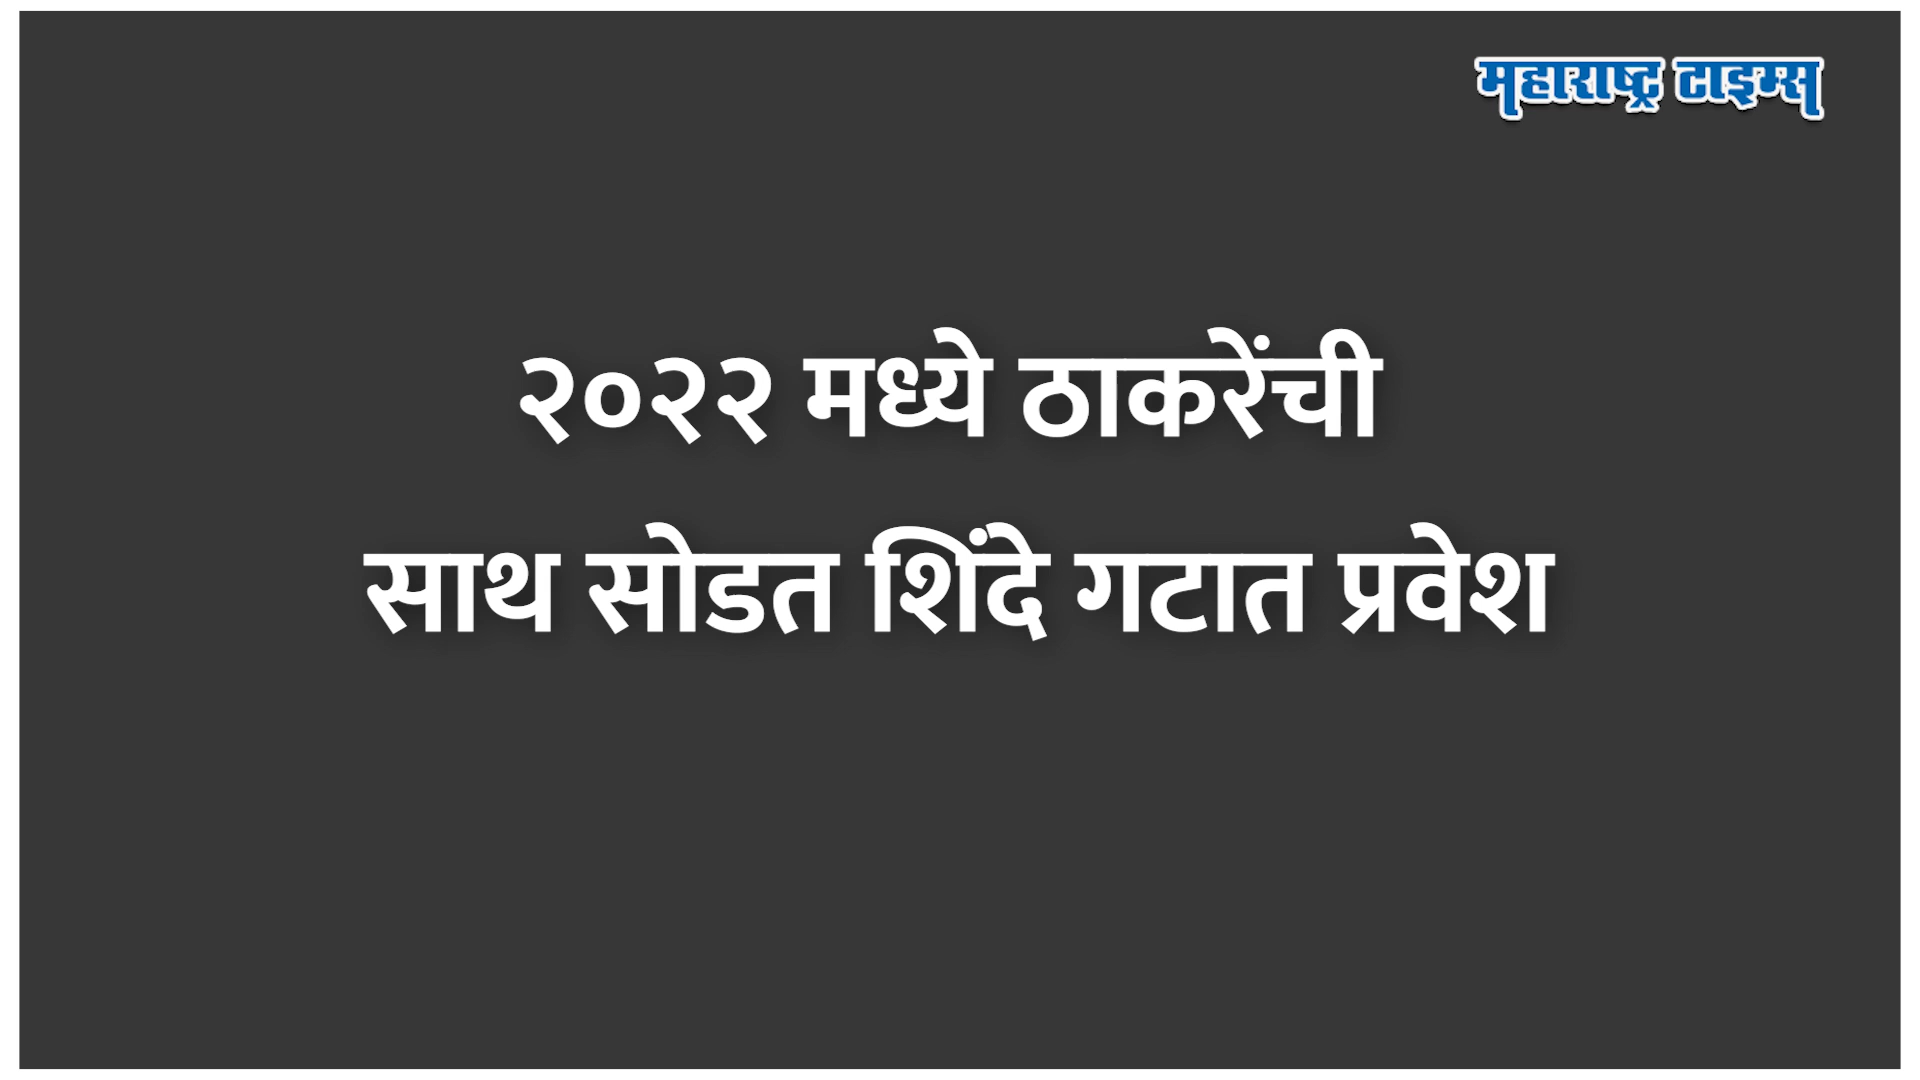 महाराष्ट्र टाइम्स
२०२२ मध्ये ठाकरेंची
साथ सोडत शिंदे गटात प्रवेश